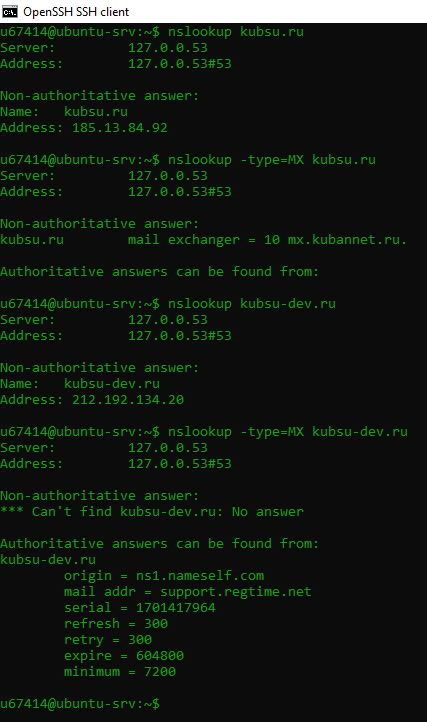 OpenSSH SSH client
u67414@ubuntu-srv:~$ nslookup kubsu.ru
Server:         127.0.0.53
Address:        127.0.0.53#53
Non-authoritative answer:
Name:   kubsu.ru
Address: 185.13.84.92
u67414@ubuntu-srv:~$ nslookup -type=MX kubsu.ru
Server:         127.0.0.53
Address:        127.0.0.53#53
Non-authoritative answer:
kubsu.ru        mail exchanger = 10 mx.kubannet.ru.
Authoritative answers can be found from:
u67414@ubuntu-srv:~$ nslookup kubsu-dev.ru
Server:         127.0.0.53
Address:        127.0.0.53#53
Non-authoritative answer:
Name:   kubsu-dev.ru
Address: 212.192.134.20
u67414@ubuntu-srv:~$ nslookup -type=MX kubsu-dev.ru
Server:         127.0.0.53
Address:        127.0.0.53#53
Non-authoritative answer:
*** Can't find kubsu-dev.ru: No answer
Authoritative answers can be found from:
kubsu-dev.ru
        origin = ns1.nameself.com
        mail addr = support.regtime.net
        serial = 1701417964
        refresh = 300
        retry = 300
        expire = 604800
        minimum = 7200
u67414@ubuntu-srv:~$